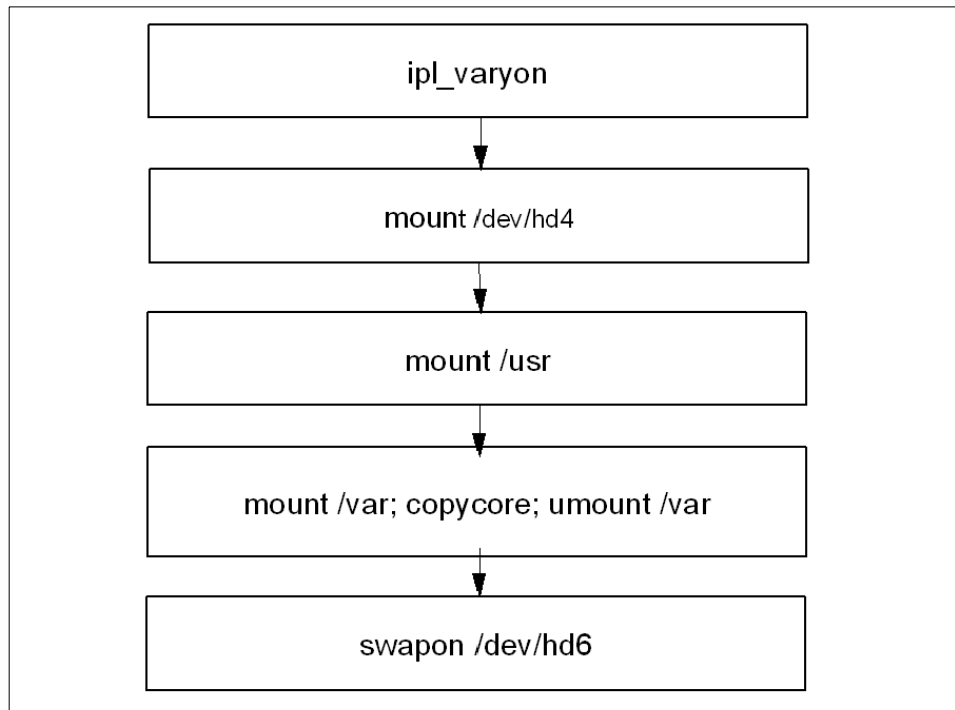 ipl_varyon
mount /dev/hd4
mount /usr
mount /var; copycore; umount /var
swapon /dev/hd6